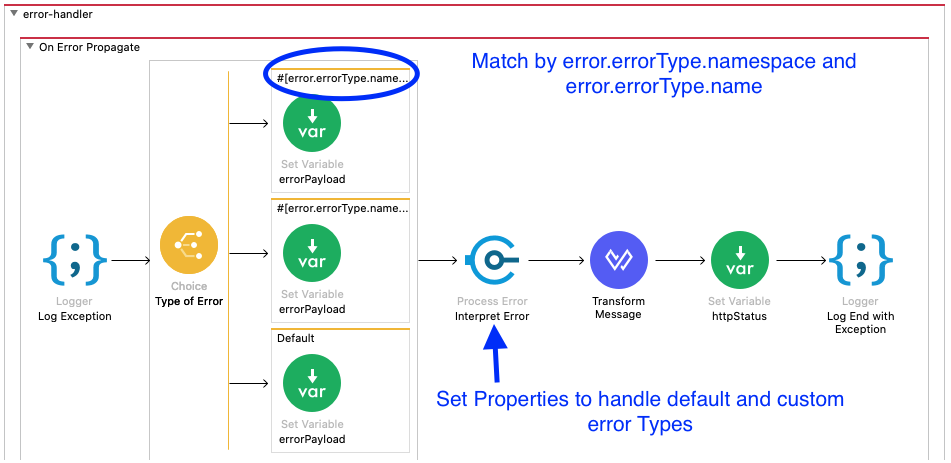 error-handler
On Error Propagate
#[error.errorType.name...
Match by error.errorType.namespace and
error.errorType.name
var
Set Variable
errorPayload
#[error.errorType.name...
var
Set Variable
errorPayload
Logger
Log Exception
Choice
Type of Error
Process Error
Interpret Error
Transform
Message
var
Set Variable
httpStatus
Logger
Log End with
Exception
Default
var
Set Variable
errorPayload
Set Properties to handle default and custom
error Types